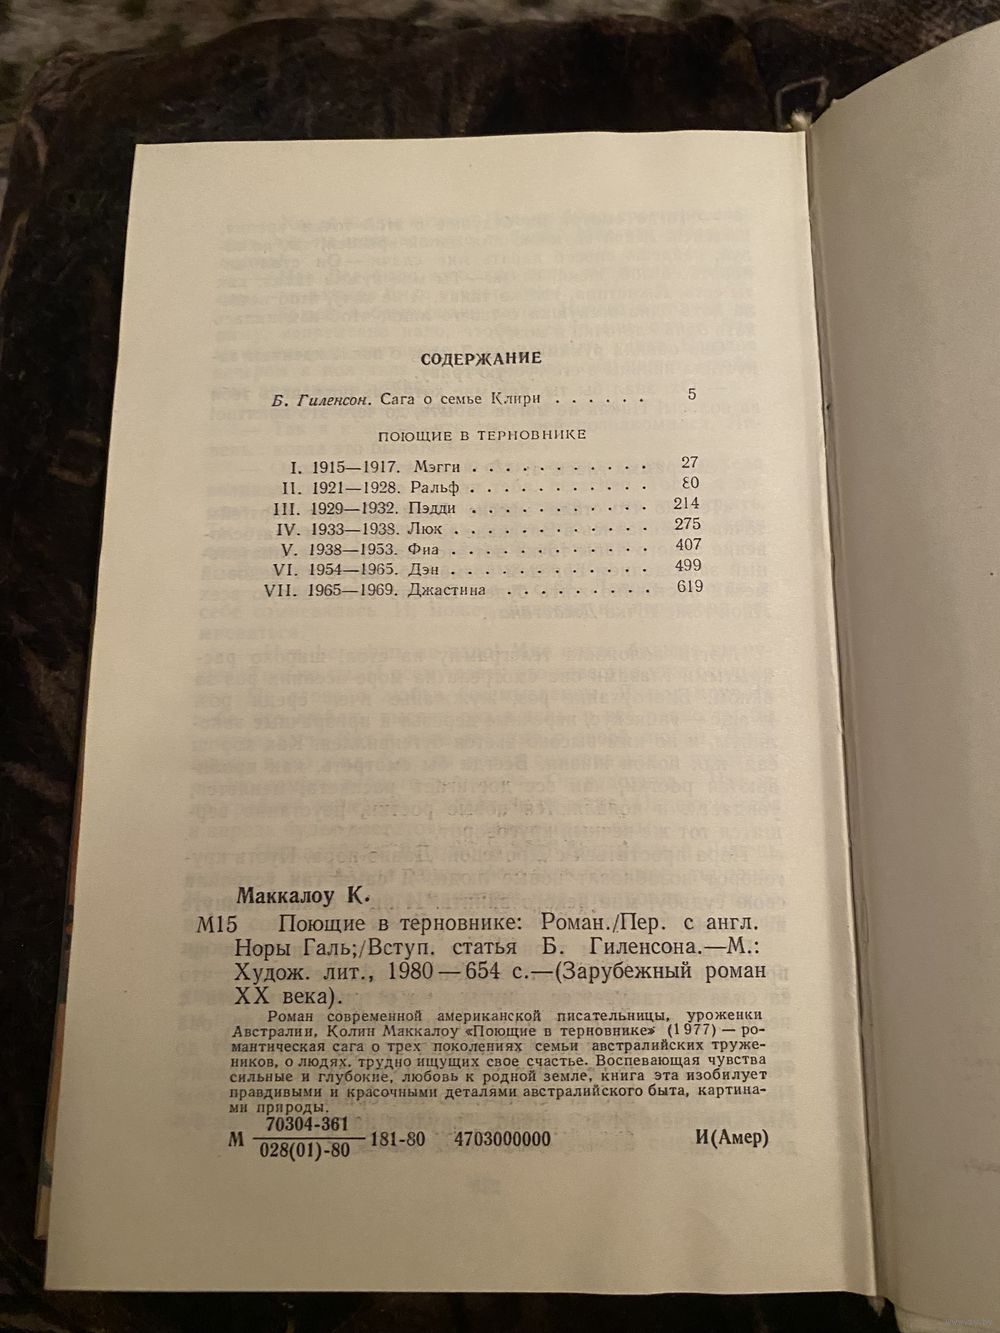 СОДЕРЖАНИЕ
Б. Гиленсон. Сага о семье Клири . . . . . . 5
ПОЮЩИЕ В ТЕРНОВНИКЕ
I. 1915—1917. Мэгги . . . . . . . . . . . 27
II. 1921—1928. Ральф . . . . . . . . . . . 80
III. 1929—1932. Пэдди . . . . . . . . . . . 214
IV. 1933—1938. Люк . . . . . . . . . . . . 275
V. 1938—1953. Фиа . . . . . . . . . . . . 407
VI. 1954—1965. Дэн . . . . . . . . . . . . 499
VII. 1965—1969. Джастина . . . . . . . . . 619
Маккалоу К.
М15 Поющие в терновнике: Роман./Пер. с англ.
Норы Галь;/Вступ. статья Б. Гиленсона.—М.:
Худож. лит., 1980—654 с.—(Зарубежный роман
XX века).
Роман современной американской писательницы, уроженки
Австралии, Колин Маккалоу «Поющие в терновнике» (1977) — ро-
мантическая сага о трех поколениях семьи австралийских труже-
ников, о людях, трудно ищущих свое счастье. Воспевающая чувства
сильные и глубокие, любовь к родной земле, книга эта изобилует
правдивыми и красочными деталями австралийского быта, картина-
ми природы.
70304-361
М 028(01)-80 181-80 4703000000 И(Амер)